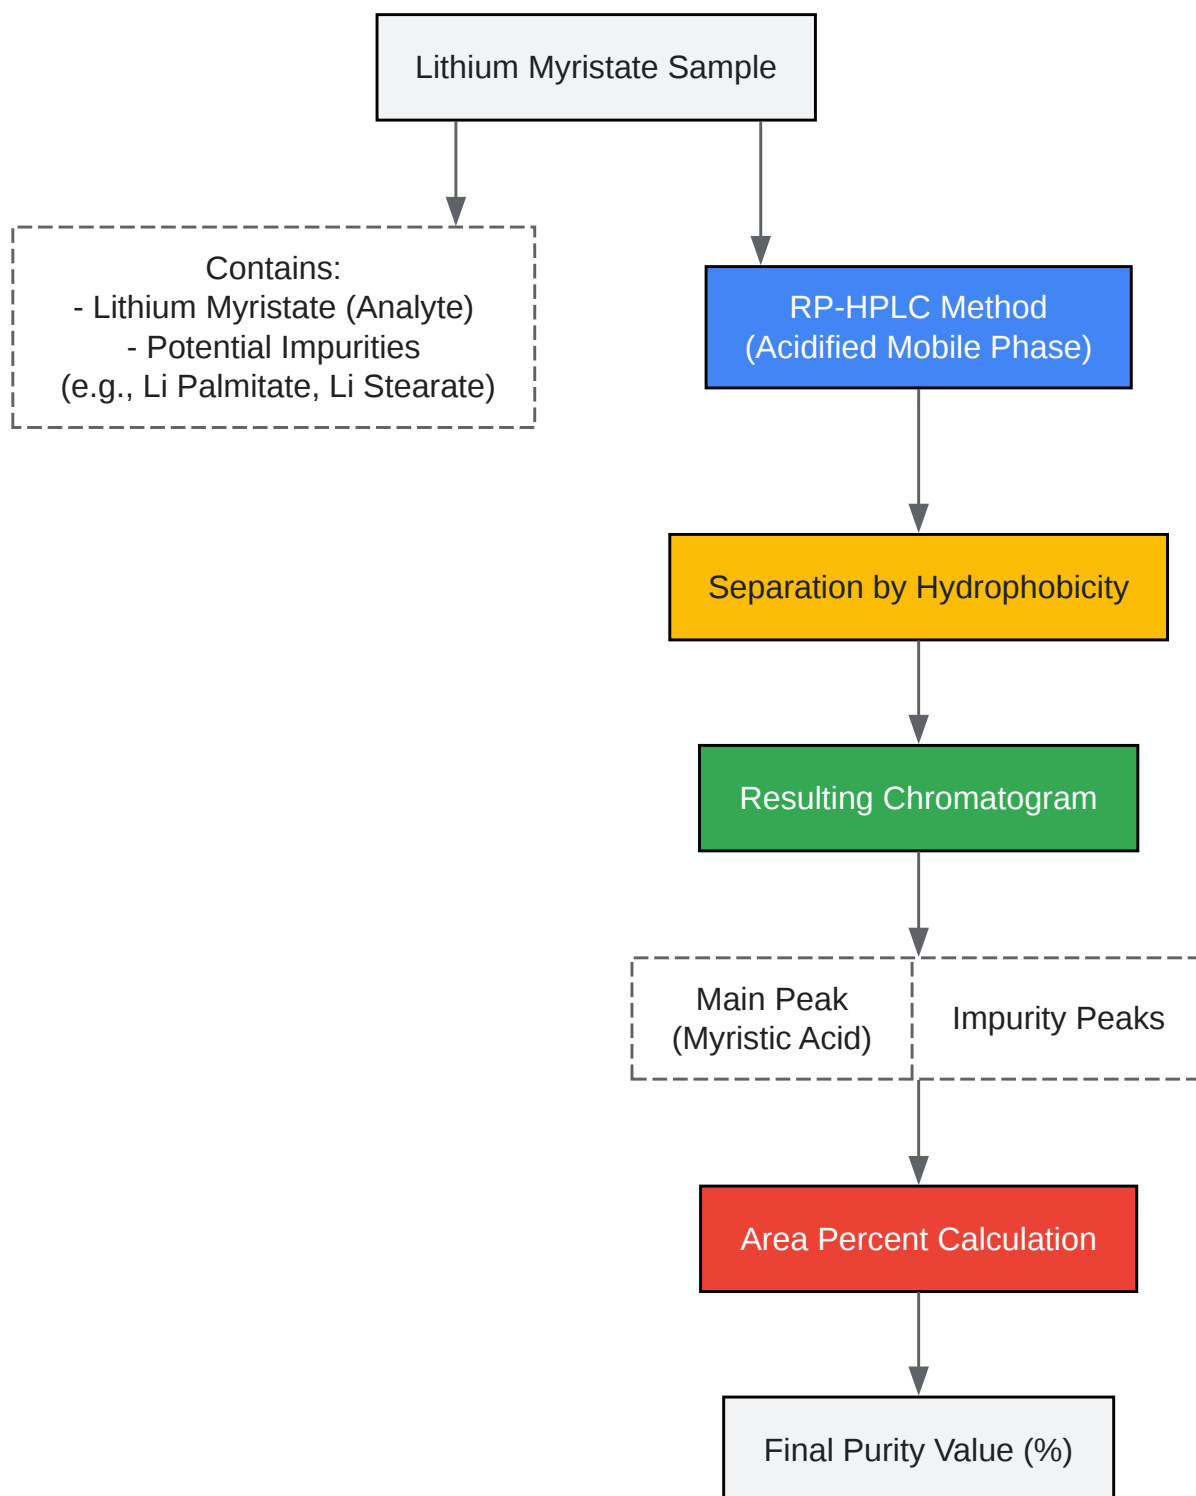 Lithium Myristate Sample
Contains:
- Lithium Myristate (Analyte)
- Potential Impurities
(e.g., Li Palmitate, Li Stearate)
RP-HPLC Method
(Acidified Mobile Phase)
Separation by Hydrophobicity
Resulting Chromatogram
Main Peak
(Myristic Acid)
Impurity Peaks
Area Percent Calculation
Final Purity Value (%)